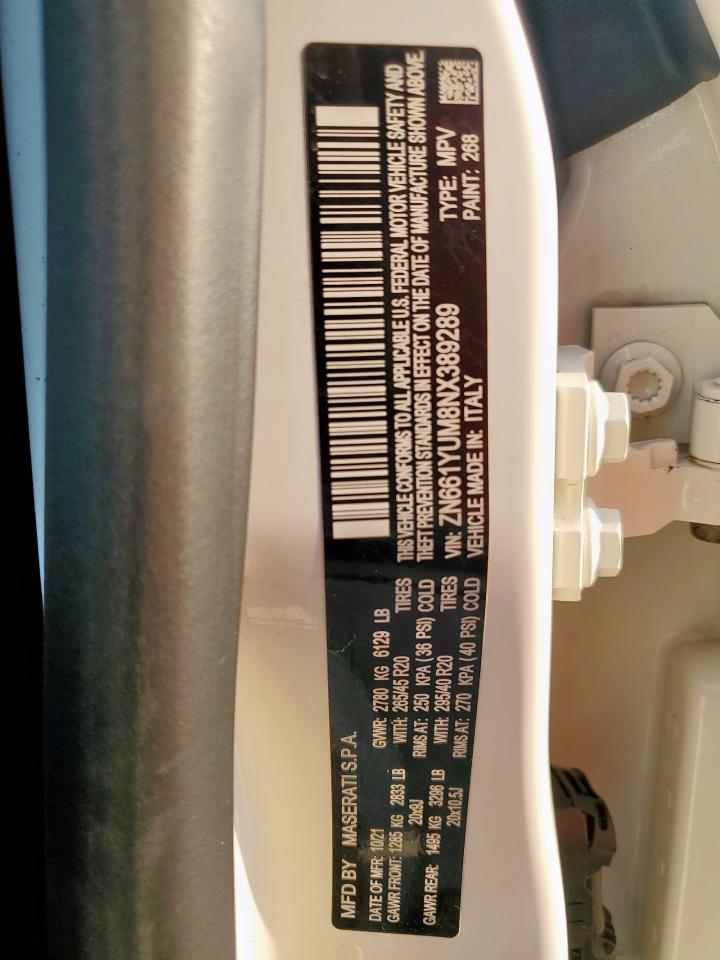 MFD BY MASERATI S.P.A.
DATE OF MFR: 10/21 GVWR: 2780 KG 6129 LB
GAWR FRONT: 1285 KG 2833 LB WITH: 265/45 R20 TIRES
20x9J RIMS AT: 250 KPA (36 PSI) COLD
GAWR REAR: 1495 KG 3296 LB WITH: 295/40 R20 TIRES
20x10.5J RIMS AT: 270 KPA (40 PSI) COLD
THIS VEHICLE CONFORMS TO ALL APPLICABLE U.S. FEDERAL MOTOR VEHICLE SAFETY AND
THEFT PREVENTION STANDARDS IN EFFECT ON THE DATE OF MANUFACTURE SHOWN ABOVE.
VIN: ZN661YUM8NX389289 TYPE: MPV
VEHICLE MADE IN: ITALY PAINT: 268